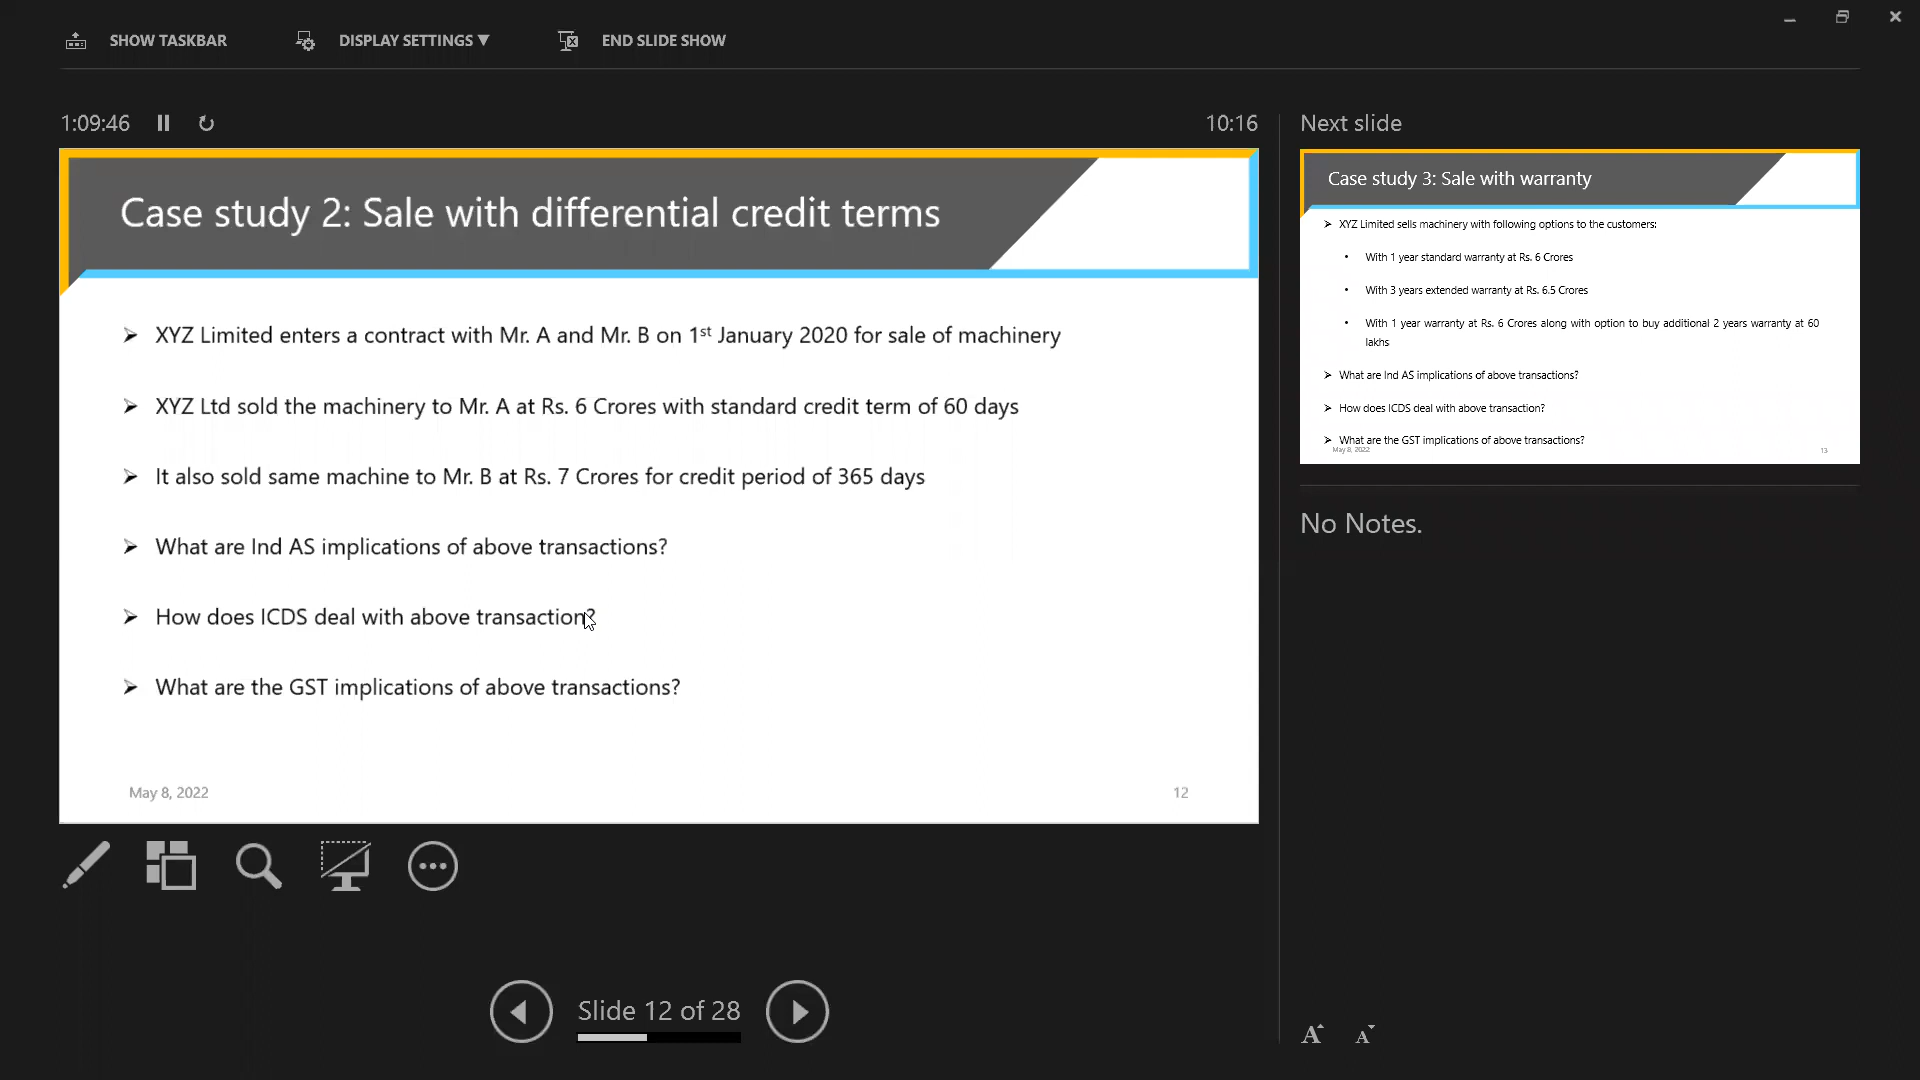 SHOW TASKBAR
DISPLAY SETTINGS ▼
END SLIDE SHOW
1:09:46
10:16
Case study 2: Sale with differential credit terms
➢ XYZ Limited enters a contract with Mr. A and Mr. B on 1st January 2020 for sale of machinery
➢ XYZ Ltd sold the machinery to Mr. A at Rs. 6 Crores with standard credit term of 60 days
➢ It also sold same machine to Mr. B at Rs. 7 Crores for credit period of 365 days
➢ What are Ind AS implications of above transactions?
➢ How does ICDS deal with above transaction?
➢ What are the GST implications of above transactions?
May 8, 2022
12
Slide 12 of 28
Next slide
Case study 3: Sale with warranty
➢ XYZ Limited sells machinery with following options to the customers:
• With 1 year standard warranty at Rs. 6 Crores
• With 3 years extended warranty at Rs. 6.5 Crores
• With 1 year warranty at Rs. 6 Crores along with option to buy additional 2 years warranty at 60
lakhs
➢ What are Ind AS implications of above transactions?
➢ How does ICDS deal with above transaction?
➢ What are the GST implications of above transactions?
May 8, 2022
13
No Notes.
A A